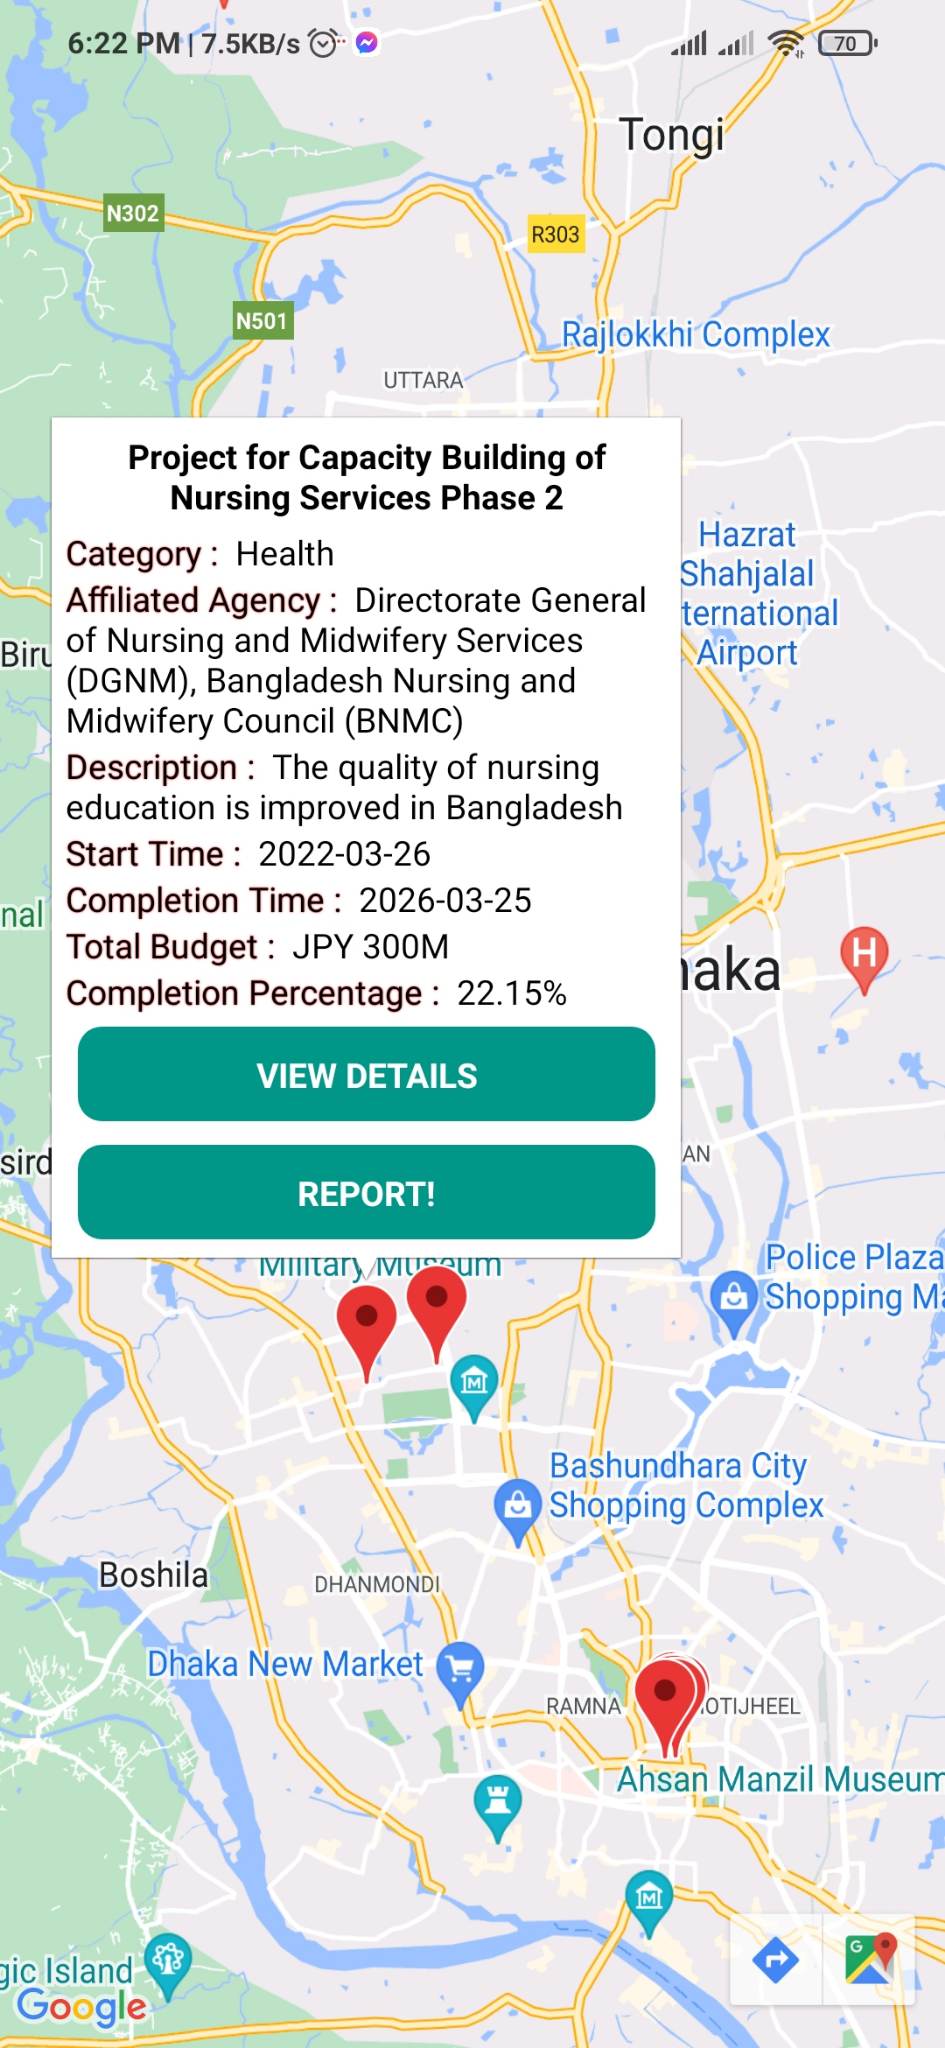 6:22 PM | 7.5KB/s
70
Tongi
N302
R303
N501
Rajlokkhi Complex
UTTARA
Project for Capacity Building of
Nursing Services Phase 2
Category : Health
Affiliated Agency : Directorate General
of Nursing and Midwifery Services
(DGNM), Bangladesh Nursing and
Midwifery Council (BNMC)
Description : The quality of nursing
education is improved in Bangladesh
Start Time : 2022-03-26
Completion Time : 2026-03-25
Total Budget : JPY 300M
Completion Percentage : 22.15%
VIEW DETAILS
REPORT!
Hazrat
Shahjalal
ternational
Airport
Biru
nal
haka
H
sird
AN
Military Museum
Police Plaza
Shopping Ma
M
Bashundhara City
Shopping Complex
Boshila
DHANMONDI
Dhaka New Market
RAMNA
OTIJHEEL
Ahsan Manzil Museum
M
gic Island
Google
G